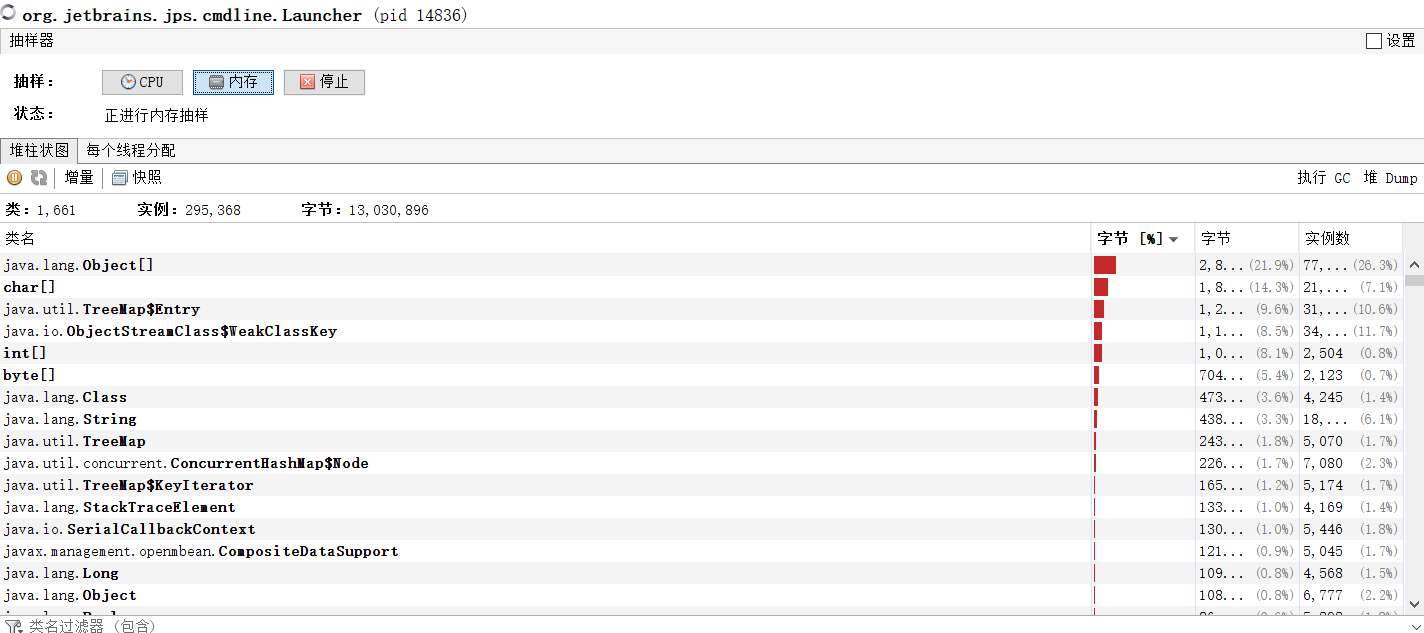 org.jetbrains.jps.cmdline.Launcher (pid 14836)
抽样器 设置
抽样： CPU 内存 停止
状态： 正进行内存抽样
堆柱状图 每个线程分配
增量 快照 执行 GC 堆 Dump
类：1,661 实例：295,368 字节：13,030,896
类名 字节 [%] 字节 实例数
java.lang.Object[] 2,8... (21.9%) 77,... (26.3%)
char[] 1,8... (14.3%) 21,... (7.1%)
java.util.TreeMap$Entry 1,2... (9.6%) 31,... (10.6%)
java.io.ObjectStreamClass$WeakClassKey 1,1... (8.5%) 34,... (11.7%)
int[] 1,0... (8.1%) 2,504 (0.8%)
byte[] 704... (5.4%) 2,123 (0.7%)
java.lang.Class 473... (3.6%) 4,245 (1.4%)
java.lang.String 438... (3.3%) 18,... (6.1%)
java.util.TreeMap 243... (1.8%) 5,070 (1.7%)
java.util.concurrent.ConcurrentHashMap$Node 226... (1.7%) 7,080 (2.3%)
java.util.TreeMap$KeyIterator 165... (1.2%) 5,174 (1.7%)
java.lang.StackTraceElement 133... (1.0%) 4,169 (1.4%)
java.io.SerialCallbackContext 130... (1.0%) 5,446 (1.8%)
javax.management.openmbean.CompositeDataSupport 121... (0.9%) 5,045 (1.7%)
java.lang.Long 109... (0.8%) 4,568 (1.5%)
java.lang.Object 108... (0.8%) 6,777 (2.2%)
类名过滤器 （包含）